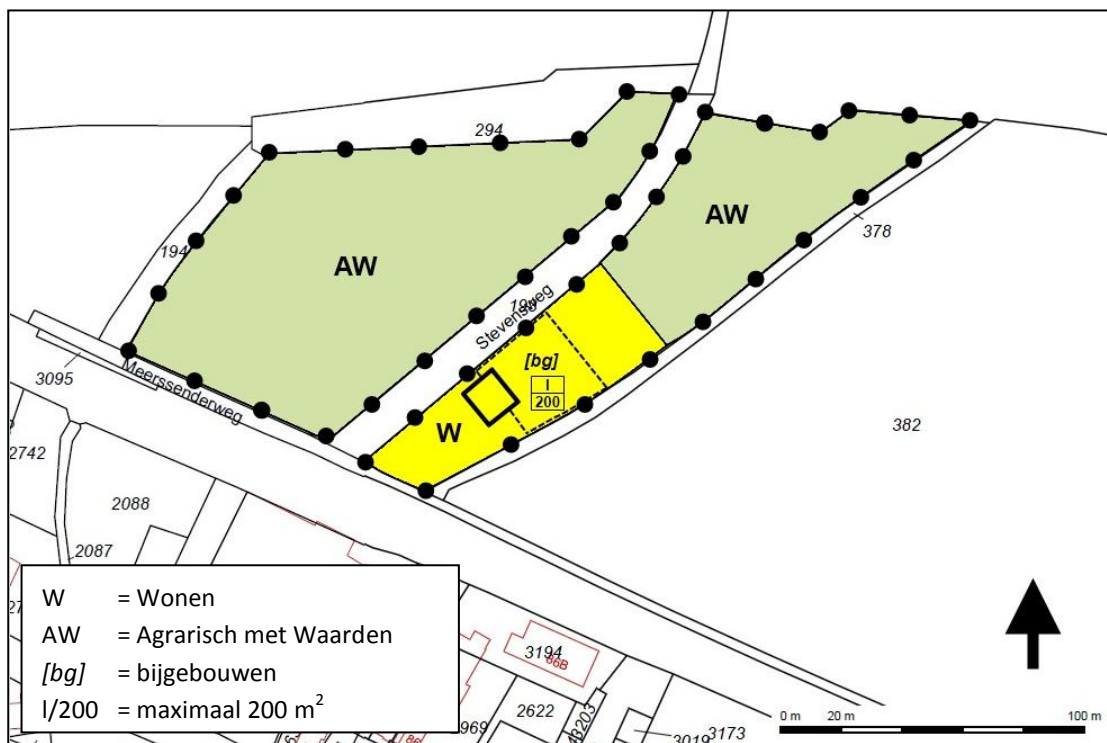 294
AW
AW
378
194
Stevensweg
3095
Meerssenderweg
[bg]
I
200
W
382
2742
2088
2087
W = Wonen
AW = Agrarisch met Waarden
[bg] = bijgebouwen
I/200 = maximaal 200 m²
3194
86B
2622
3173
0 m 20 m 100 m